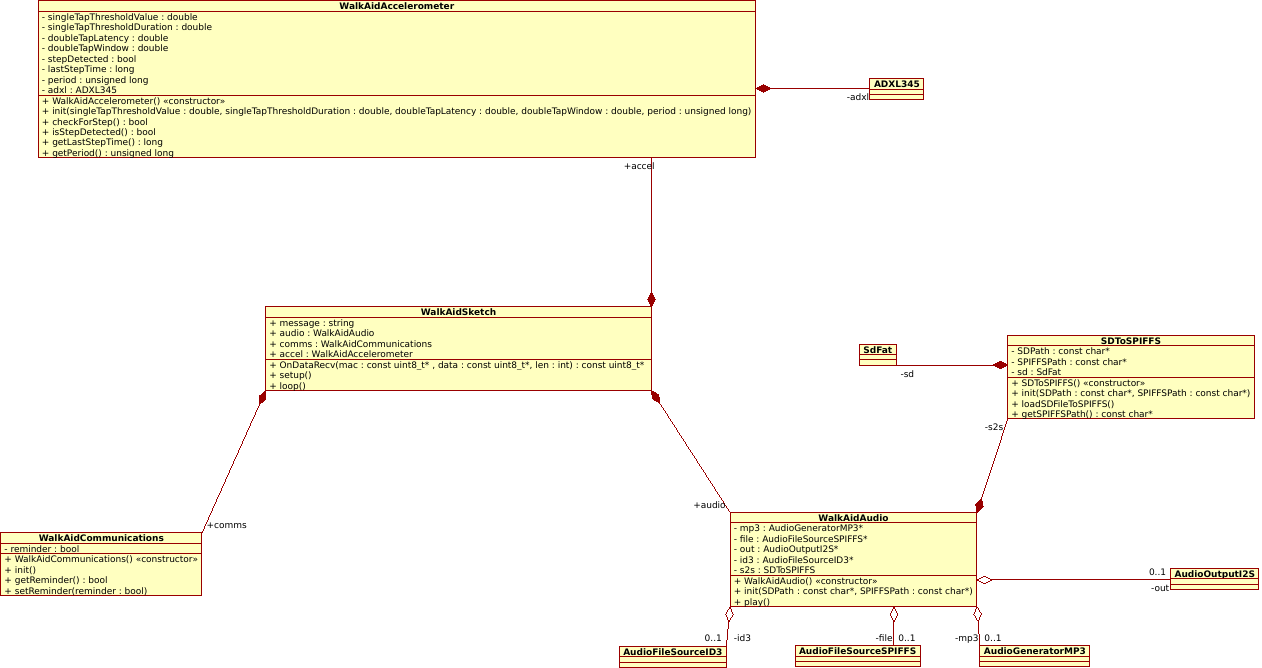 WalkAidAccelerometer
- singleTapThresholdValue : double
- singleTapThresholdDuration : double
- doubleTapLatency : double
- doubleTapWindow : double
- stepDetected : bool
- lastStepTime : long
- period : unsigned long
- adxl : ADXL345
+ WalkAidAccelerometer() «constructor»
+ init(singleTapThresholdValue : double, singleTapThresholdDuration : double, doubleTapLatency : double, doubleTapWindow : double, period : unsigned long)
+ checkForStep() : bool
+ isStepDetected() : bool
+ getLastStepTime() : long
+ getPeriod() : unsigned long
ADXL345
-adxl
+accel
WalkAidSketch
+ message : string
+ audio : WalkAidAudio
+ comms : WalkAidCommunications
+ accel : WalkAidAccelerometer
+ OnDataRecv(mac : const uint8_t* , data : const uint8_t*, len : int) : const uint8_t*
+ setup()
+ loop()
SdFat
-sd
SDToSPIFFS
- SDPath : const char*
- SPIFFSPath : const char*
- sd : SdFat
+ SDToSPIFFS() «constructor»
+ init(SDPath : const char*, SPIFFSPath : const char*)
+ loadSDFileToSPIFFS()
+ getSPIFFSPath() : const char*
-s2s
+audio
+comms
WalkAidCommunications
- reminder : bool
+ WalkAidCommunications() «constructor»
+ init()
+ getReminder() : bool
+ setReminder(reminder : bool)
WalkAidAudio
- mp3 : AudioGeneratorMP3*
- file : AudioFileSourceSPIFFS*
- out : AudioOutputI2S*
- id3 : AudioFileSourceID3*
- s2s : SDToSPIFFS
+ WalkAidAudio() «constructor»
+ init(SDPath : const char*, SPIFFSPath : const char*)
+ play()
0..1
AudioOutputI2S
-out
0..1 -id3
-file 0..1
-mp3 0..1
AudioFileSourceID3
AudioFileSourceSPIFFS
AudioGeneratorMP3